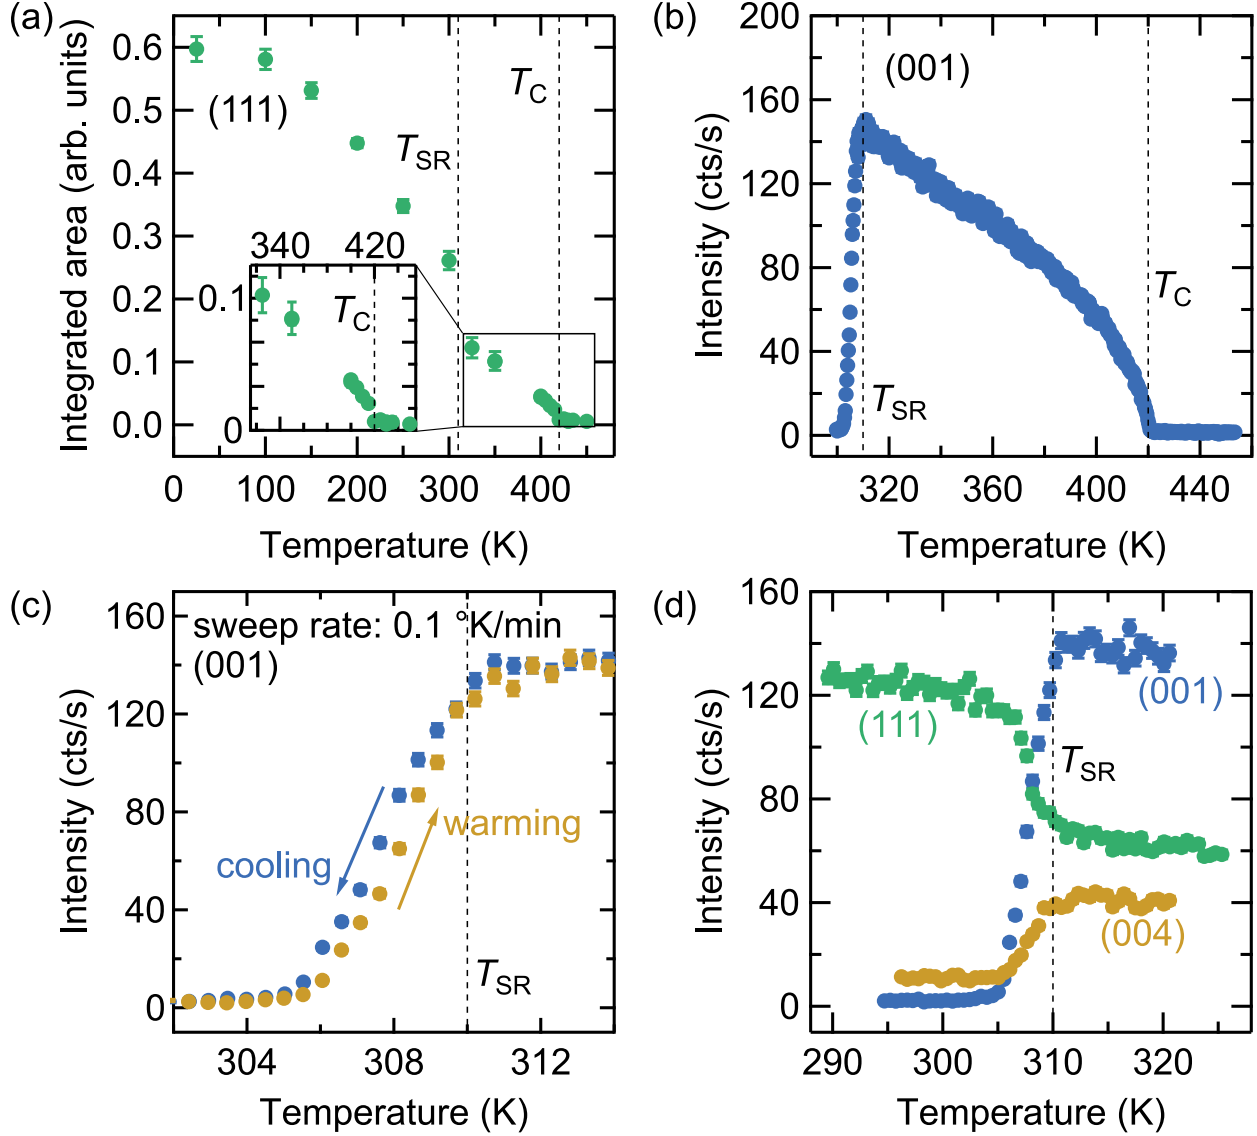 (a)
Integrated area (arb. units)
0.6
0.5
0.4
0.3
0.2
0.1
0.0
(111)
T_SR
T_C
340
420
0.1
0
T_C
0
100
200
300
400
Temperature (K)
(b)
Intensity (cts/s)
200
160
120
80
40
0
(001)
T_C
T_SR
320
360
400
440
Temperature (K)
(c)
Intensity (cts/s)
160
120
80
40
0
sweep rate: 0.1 °K/min
(001)
cooling
warming
T_SR
304
308
312
Temperature (K)
(d)
Intensity (cts/s)
160
120
80
40
0
(111)
(001)
T_SR
(004)
290
300
310
320
Temperature (K)